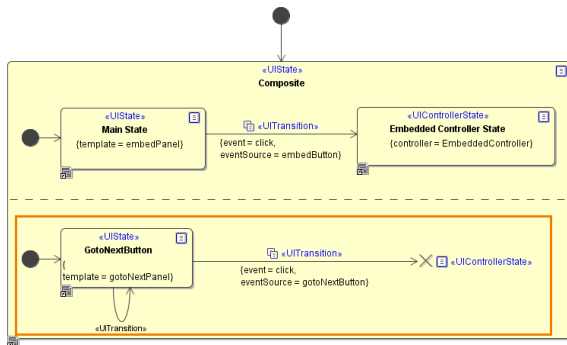 «UIState»
Composite
«UIState»
Main State
{template = embedPanel}
«UITransition»
{event = click,
eventSource = embedButton}
«UIControllerState»
Embedded Controller State
{controller = EmbeddedController}
«UIState»
GotoNextButton
{
template = gotoNextPanel}
«UITransition»
{event = click,
eventSource = gotoNextButton}
«UIControllerState»
«UITransition»